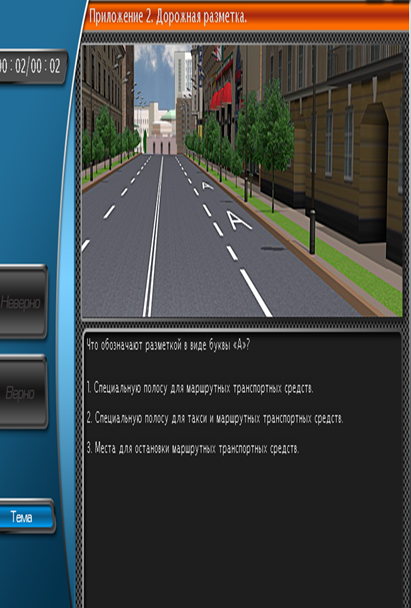 Приложение 2. Дорожная разметка.
00 : 02/00 : 02
А
А
Неверно
Верно
Тема
Что обозначают разметкой в виде буквы «А»?
1. Специальную полосу для маршрутных транспортных средств.
2. Специальную полосу для такси и маршрутных транспортных средств.
3. Места для остановки маршрутных транспортных средств.